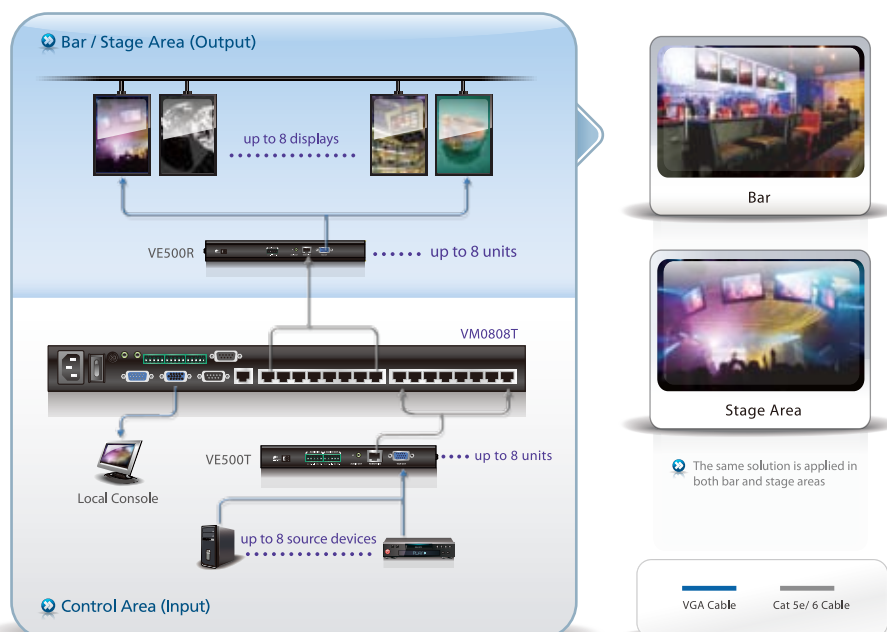 Bar / Stage Area (Output)
up to 8 displays
VE500R
up to 8 units
VM0808T
VE500T
up to 8 units
Local Console
up to 8 source devices
Control Area (Input)
Bar
Stage Area
The same solution is applied in
both bar and stage areas
VGA Cable
Cat 5e/ 6 Cable